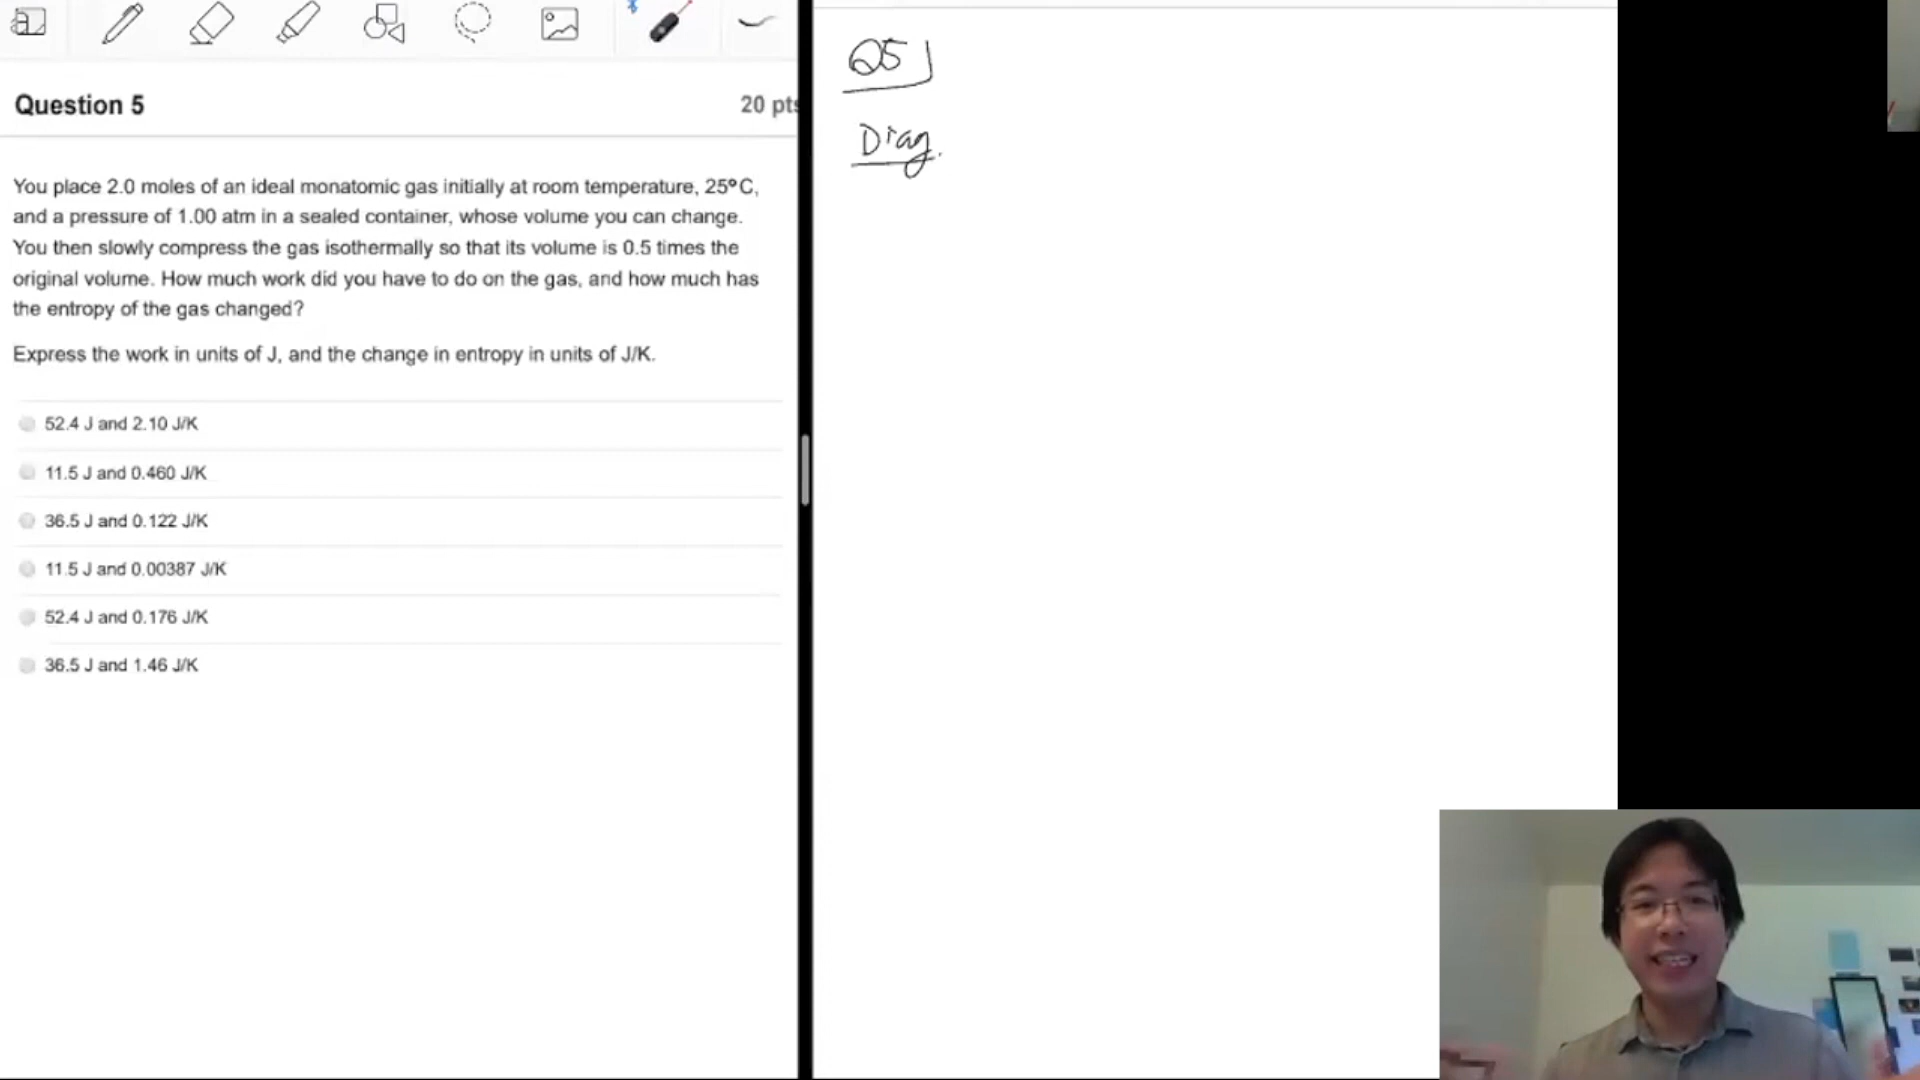 Question 5
20 pts
You place 2.0 moles of an ideal monatomic gas initially at room temperature, 25°C,
and a pressure of 1.00 atm in a sealed container, whose volume you can change.
You then slowly compress the gas isothermally so that its volume is 0.5 times the
original volume. How much work did you have to do on the gas, and how much has
the entropy of the gas changed?
Express the work in units of J, and the change in entropy in units of J/K.
52.4 J and 2.10 J/K
11.5 J and 0.460 J/K
36.5 J and 0.122 J/K
11.5 J and 0.00387 J/K
52.4 J and 0.176 J/K
36.5 J and 1.46 J/K
Q5
Diag.